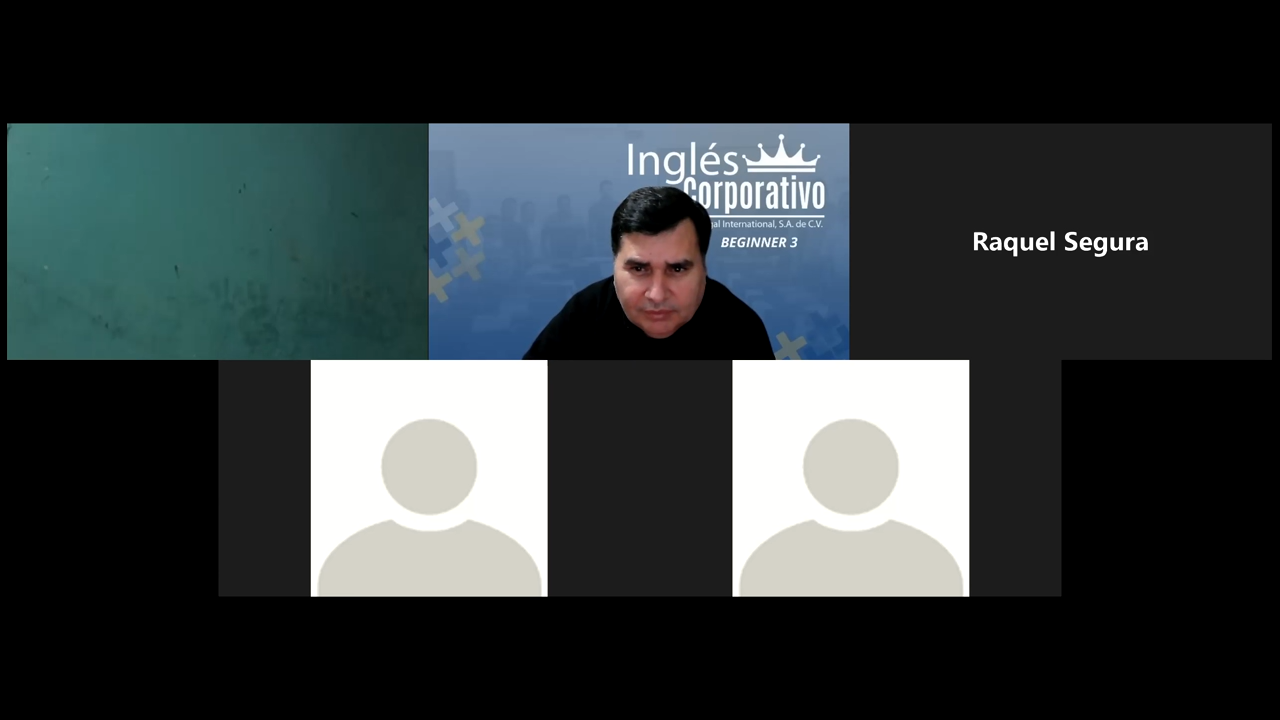 Inglés
Corporativo
al International, S.A. de C.V.
BEGINNER 3
Raquel Segura